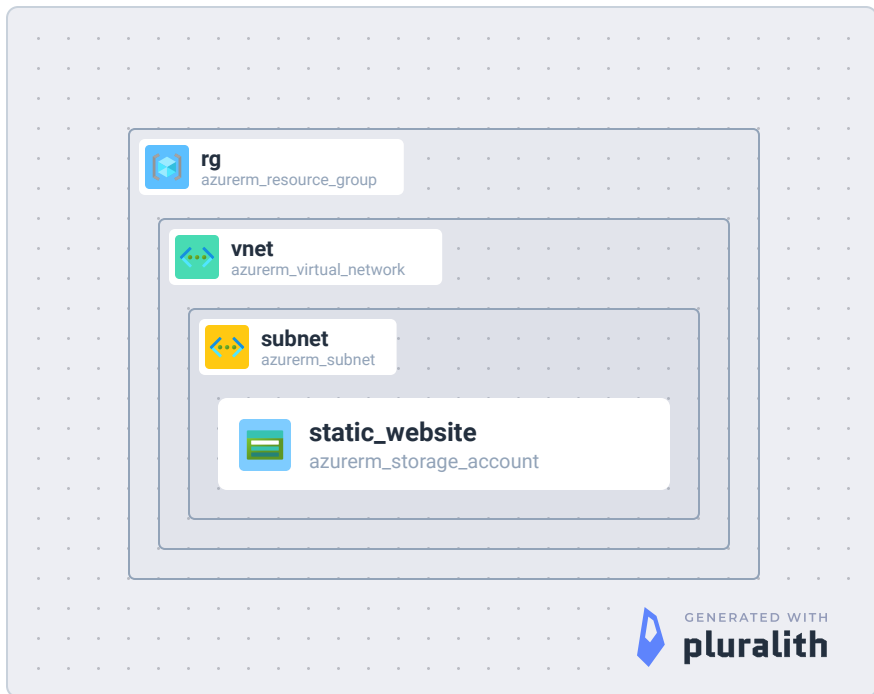 rg
azurerm_resource_group
vnet
azurerm_virtual_network
subnet
azurerm_subnet
static_website
azurerm_storage_account
GENERATED WITH
pluralith